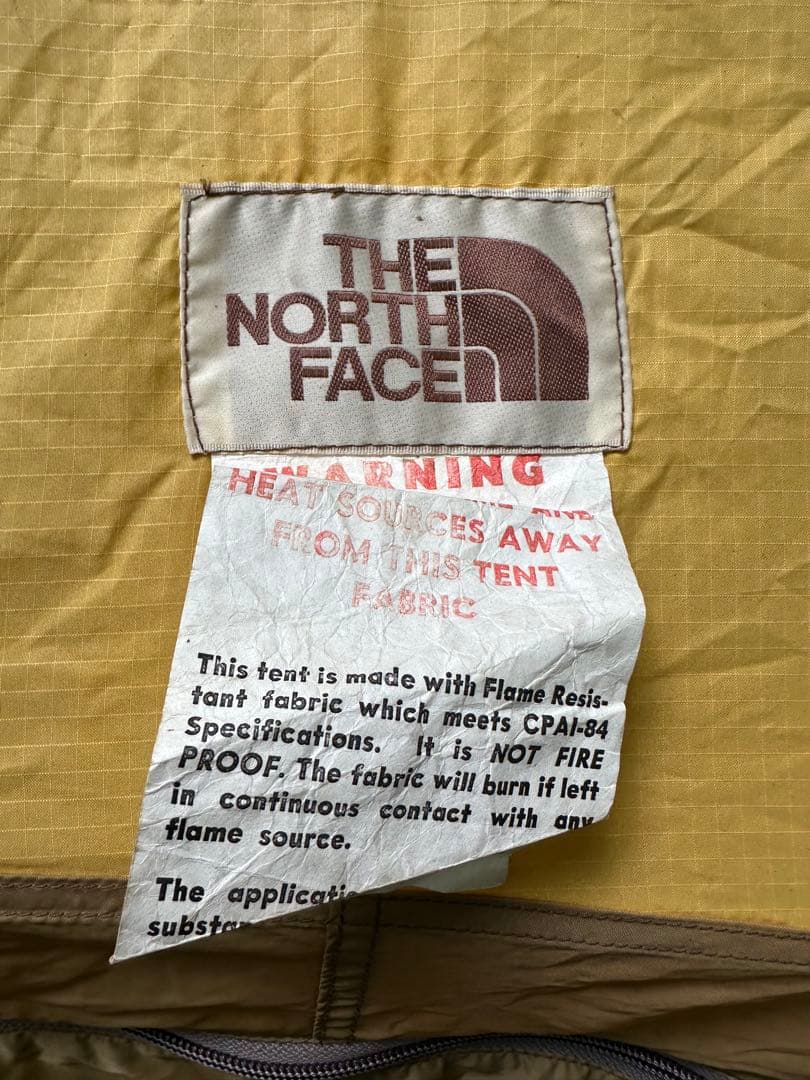 THE
NORTH
FACE
WARNING
AND
HEAT SOURCES AWAY
FROM THIS TENT
FABRIC
This tent is made with Flame Resis-
tant fabric which meets CPAI-84
Specifications. It is NOT FIRE
PROOF. The fabric will burn if left
in continuous contact with any
flame source.
The